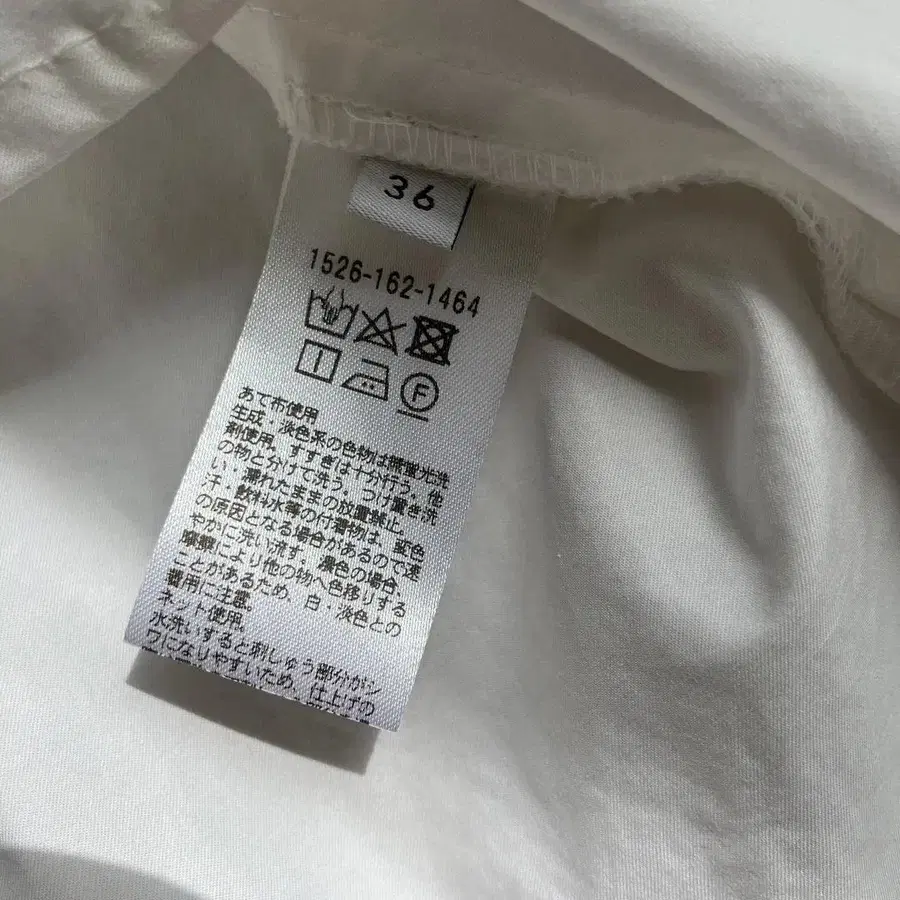 36
1526-162-1464
F
あて布使用
生成・淡色系の色物は無蛍光洗
剤使用。すすぎは十分行う。他
の物と分けて洗う。つけ置き洗
い・濡れたままの放置禁止。
汗・飲料水等の付着物は、変色
の原因となる場合があるので速
やかに洗い流す。濃色の場合、
摩擦により他の物へ色移りする
ことがあるため、白・淡色との
着用に注意。
ネット使用。
水洗いすると刺しゅう部分がシ
ワになりやすいため、仕上げの